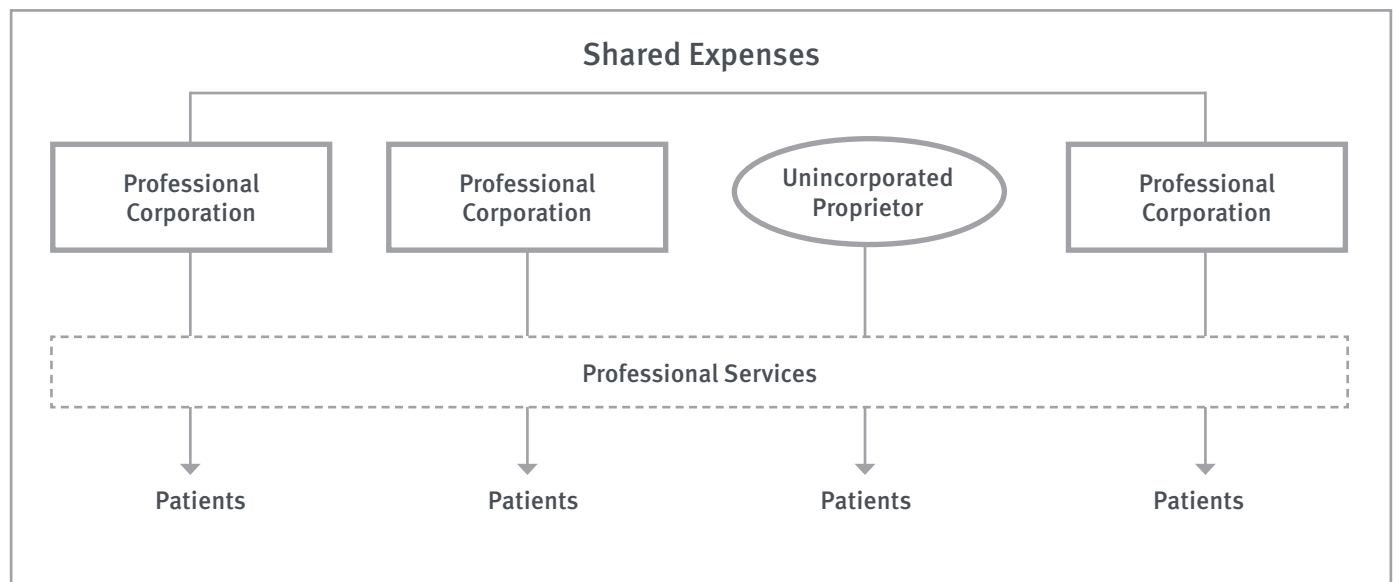 Shared Expenses
Professional
Corporation
Professional
Corporation
Unincorporated
Proprietor
Professional
Corporation
Professional Services
Patients
Patients
Patients
Patients